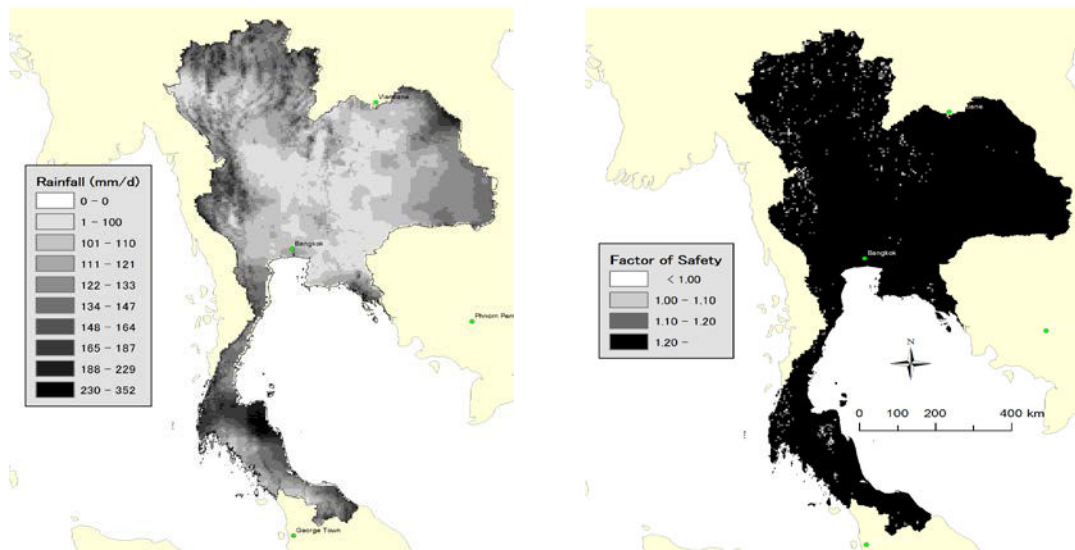 Vientiane
Rainfall (mm/d)
0 – 0
1 – 100
101 – 110
111 – 121
122 – 133
134 – 147
148 – 164
165 – 187
188 – 229
230 – 352
Bangkok
Phnom Pen
George Town
Bangkok
Factor of Safety
< 1.00
1.00 – 1.10
1.10 – 1.20
1.20 –
N
0 100 200 400 km